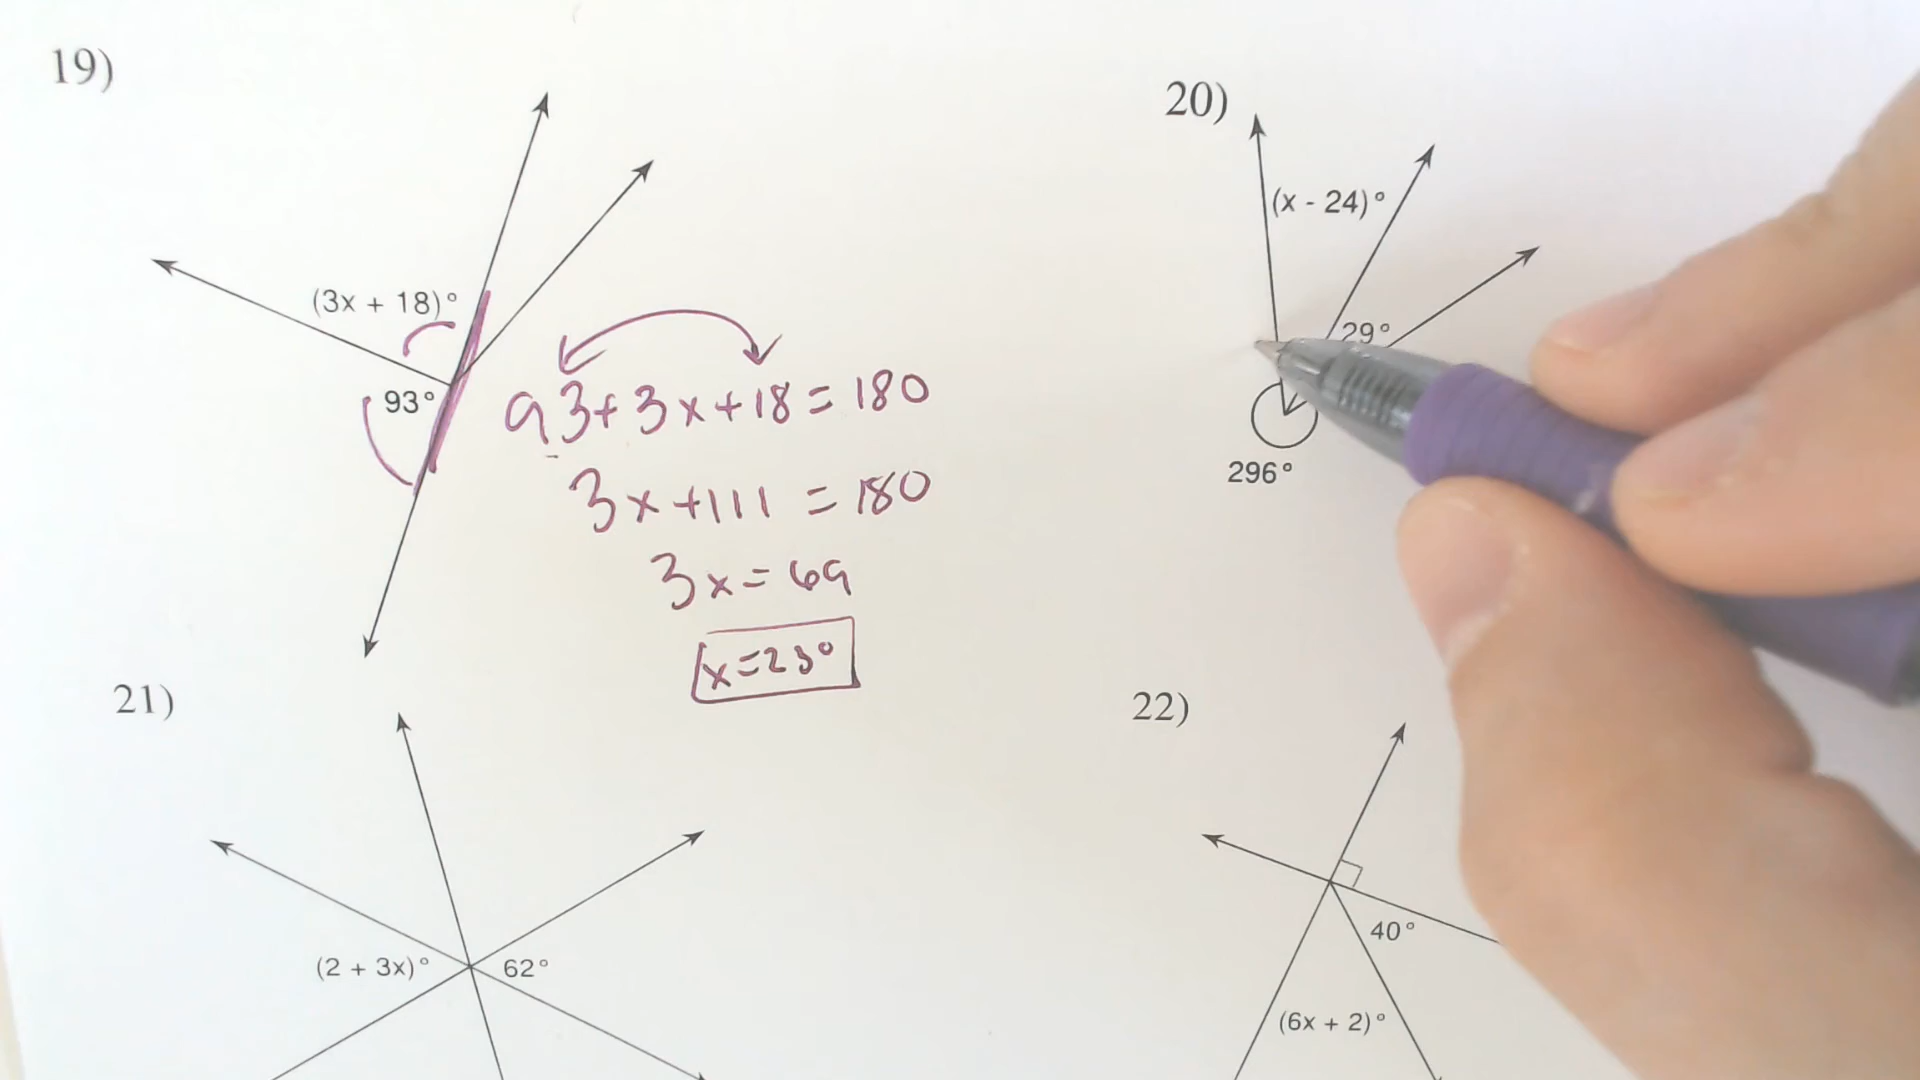 19)
(3x + 18)°
93°
93+3x+18=180
3x+111=180
3x=69
x=23°
20)
(x - 24)°
29°
296°
21)
(2 + 3x)°
62°
22)
40°
(6x + 2)°